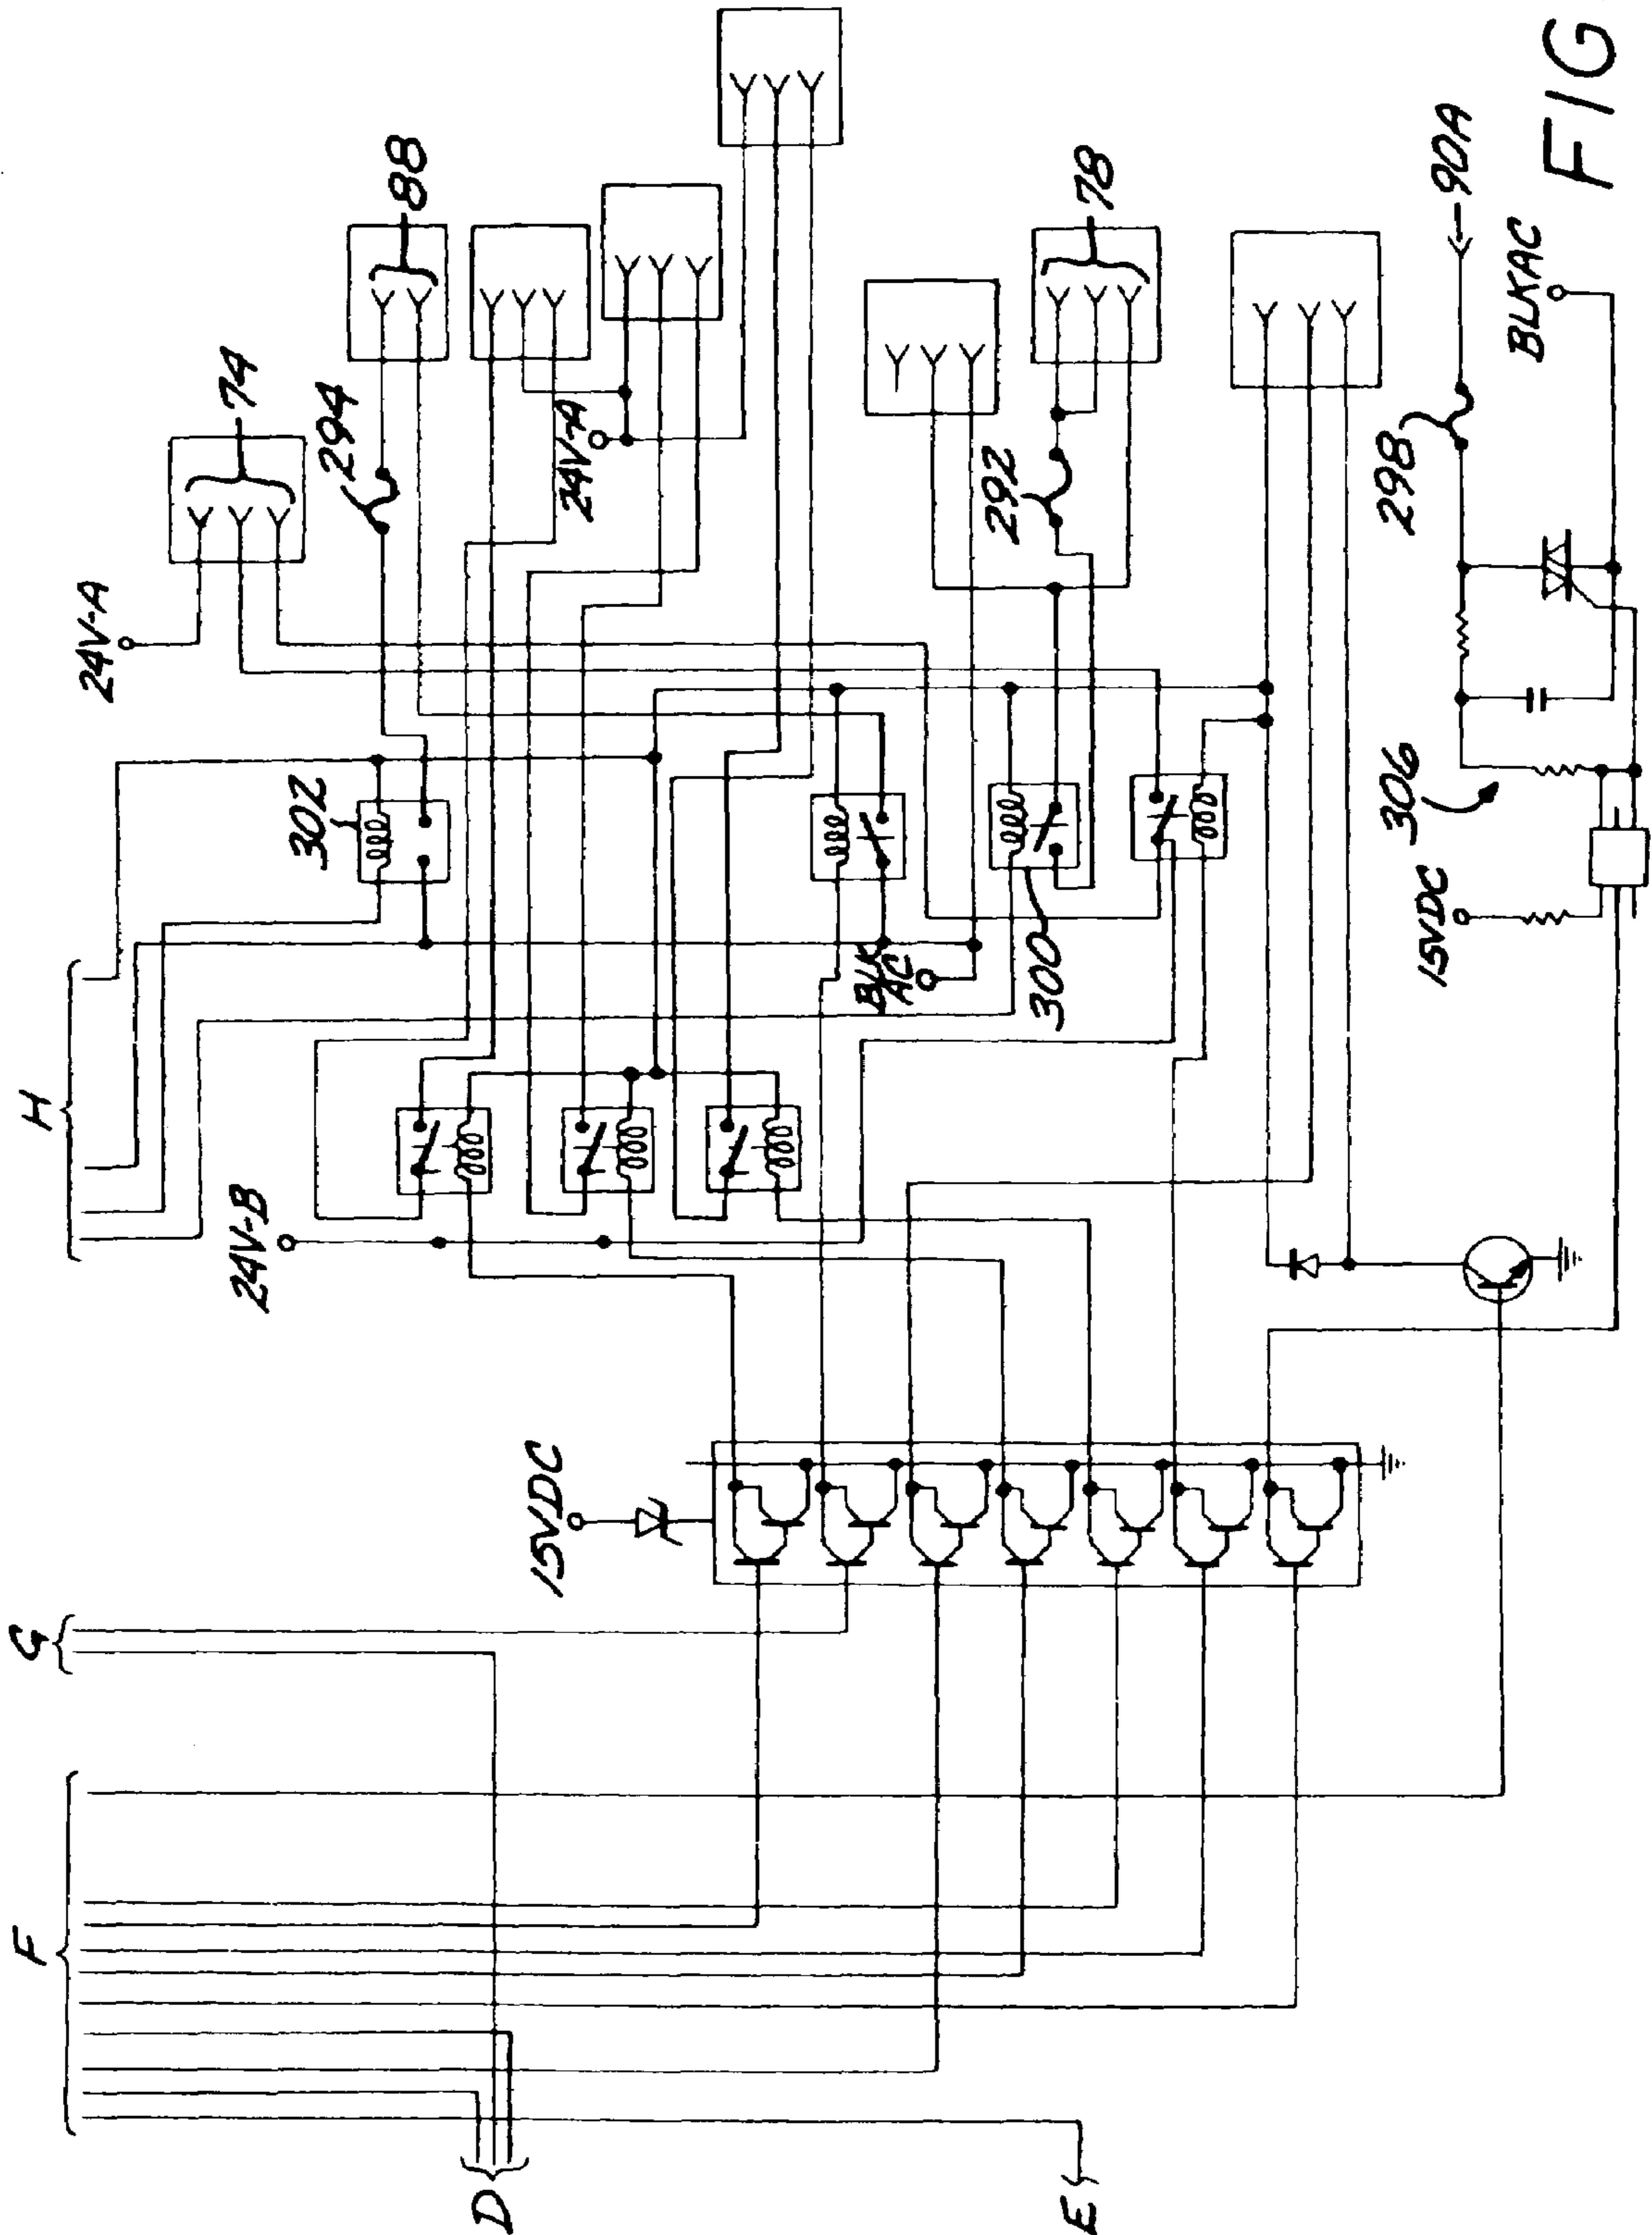 H
G
F
D
E
24V-A
74
294
88
302
24V-A
24V-B
BLK
AC
300
292
78
15VDC
15VDC
306
298
90A
BLKAC
FIG